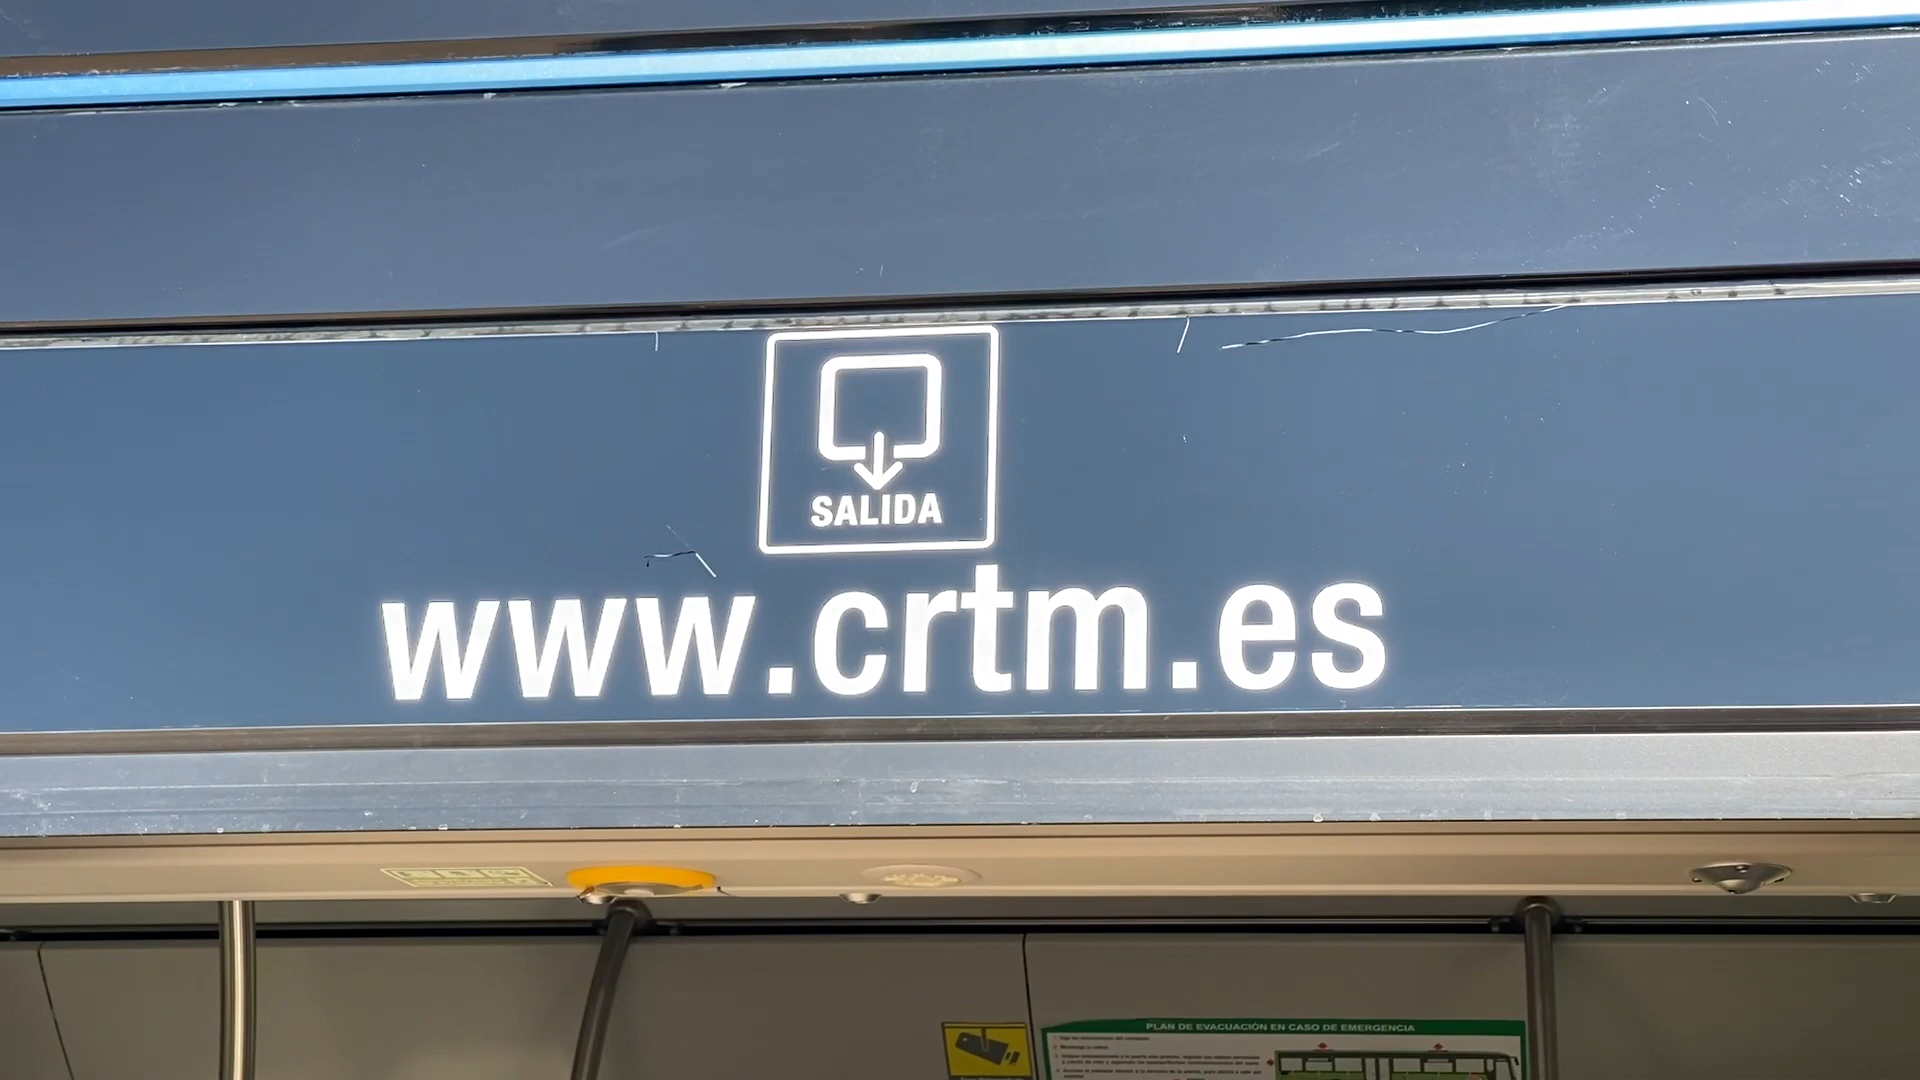 SALIDA
www.crtm.es
PLAN DE EVACUACIÓN EN CASO DE EMERGENCIA